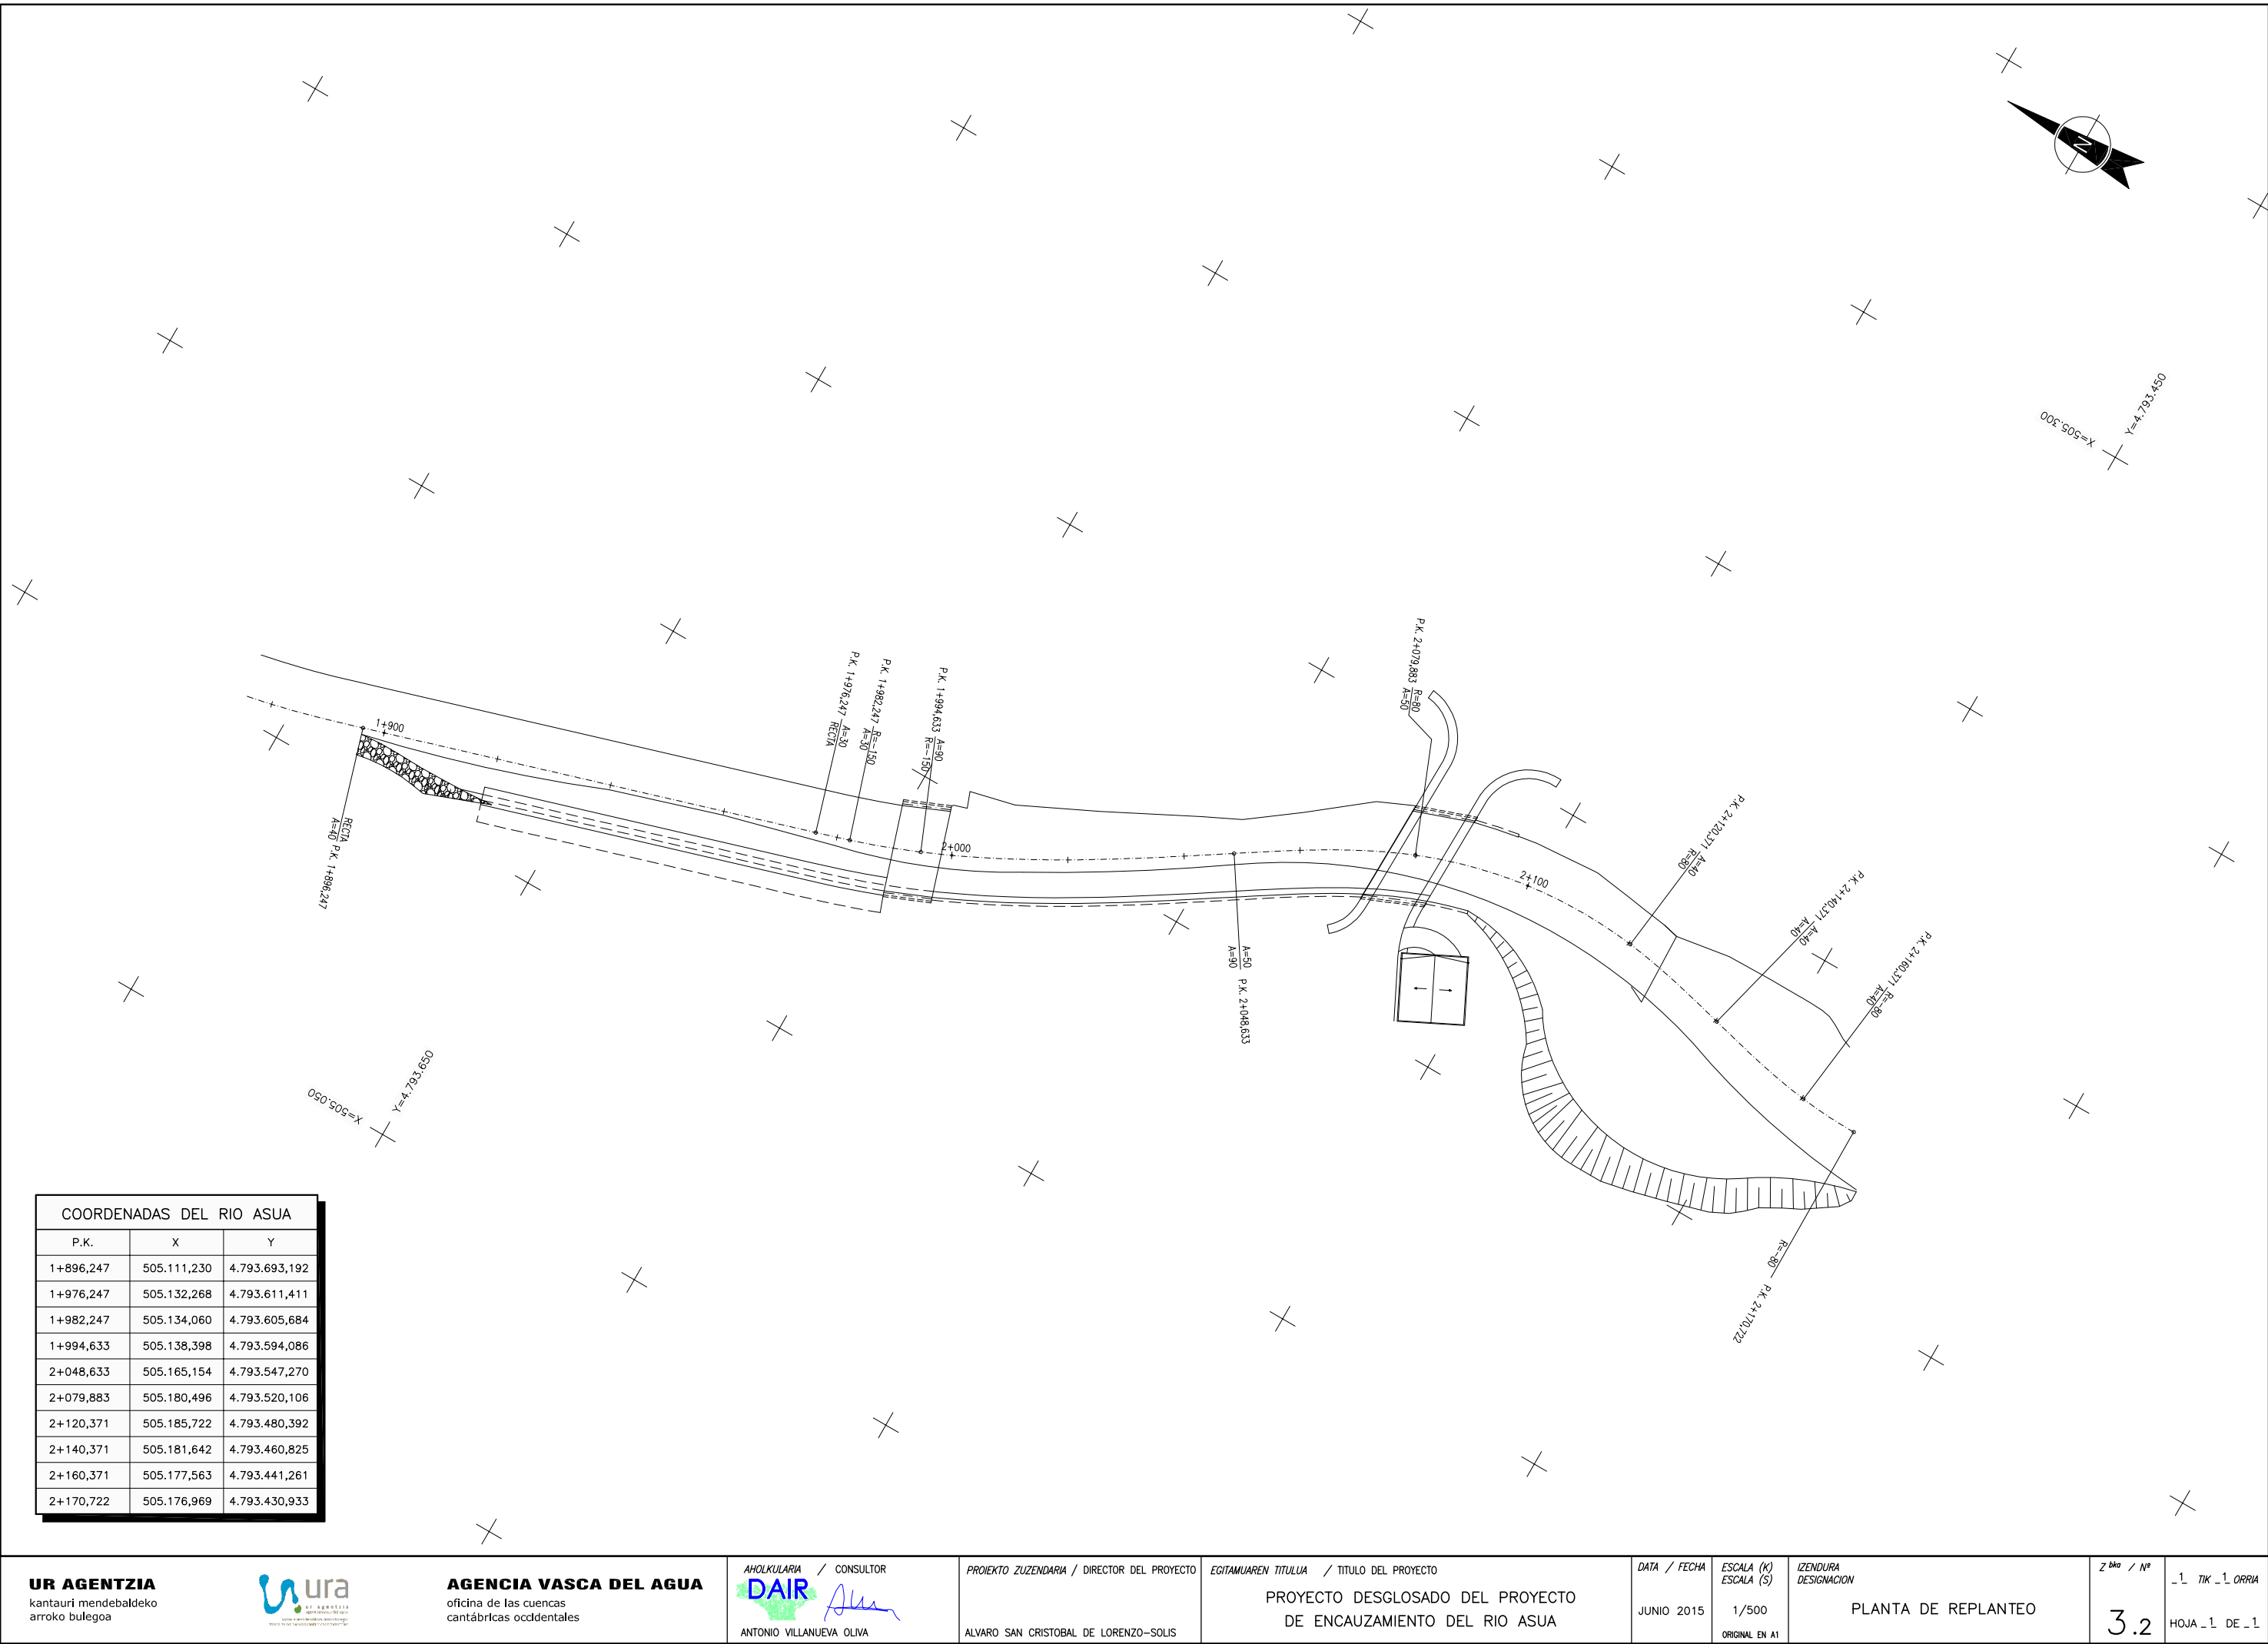 X=505.300
Y=4.793.450
N
P.K. 1+976,247 A=30
RECTA
P.K. 1+982,247 R=-150
A=30
P.K. 1+994,633 A=90
R=-150
P.K. 2+079,883 R=80
A=50
P.K. 2+120,371 A=40
R=80
P.K. 2+140,371 A=40
A=40
P.K. 2+160,371 R=-80
A=40
1+900
2+000
2+100
RECTA
A=40 P.K. 1+896,247
A=50
A=90 P.K. 2+048,633
R=-80 P.K. 2+170,722
X=505.050
Y=4.793.650
COORDENADAS DEL RIO ASUA
P.K. X Y
1+896,247 505.111,230 4.793.693,192
1+976,247 505.132,268 4.793.611,411
1+982,247 505.134,060 4.793.605,684
1+994,633 505.138,398 4.793.594,086
2+048,633 505.165,154 4.793.547,270
2+079,883 505.180,496 4.793.520,106
2+120,371 505.185,722 4.793.480,392
2+140,371 505.181,642 4.793.460,825
2+160,371 505.177,563 4.793.441,261
2+170,722 505.176,969 4.793.430,933
UR AGENTZIA
kantauri mendebaldeko
arroko bulegoa
ura
ur agentzia
AGENCIA VASCA DEL AGUA
oficina de las cuencas
cantábricas occidentales
AHOLKULARIA / CONSULTOR
DAIR
ANTONIO VILLANUEVA OLIVA
PROIEKTO ZUZENDARIA / DIRECTOR DEL PROYECTO
ALVARO SAN CRISTOBAL DE LORENZO-SOLIS
EGITAMUAREN TITULUA / TITULO DEL PROYECTO
PROYECTO DESGLOSADO DEL PROYECTO
DE ENCAUZAMIENTO DEL RIO ASUA
DATA / FECHA
JUNIO 2015
ESCALA (K)
ESCALA (S)
1/500
ORIGINAL EN A1
IZENDURA
DESIGNACION
PLANTA DE REPLANTEO
Z bka / Nº
3.2
1 TIK 1 ORRIA
HOJA 1 DE 1